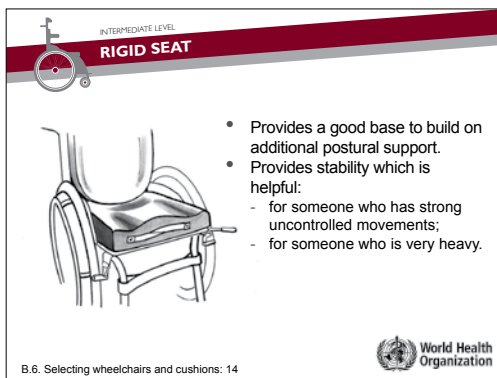 INTERMEDIATE LEVEL
RIGID SEAT
• Provides a good base to build on
additional postural support.
• Provides stability which is
helpful:
- for someone who has strong
uncontrolled movements;
- for someone who is very heavy.
World Health
Organization
B.6. Selecting wheelchairs and cushions: 14